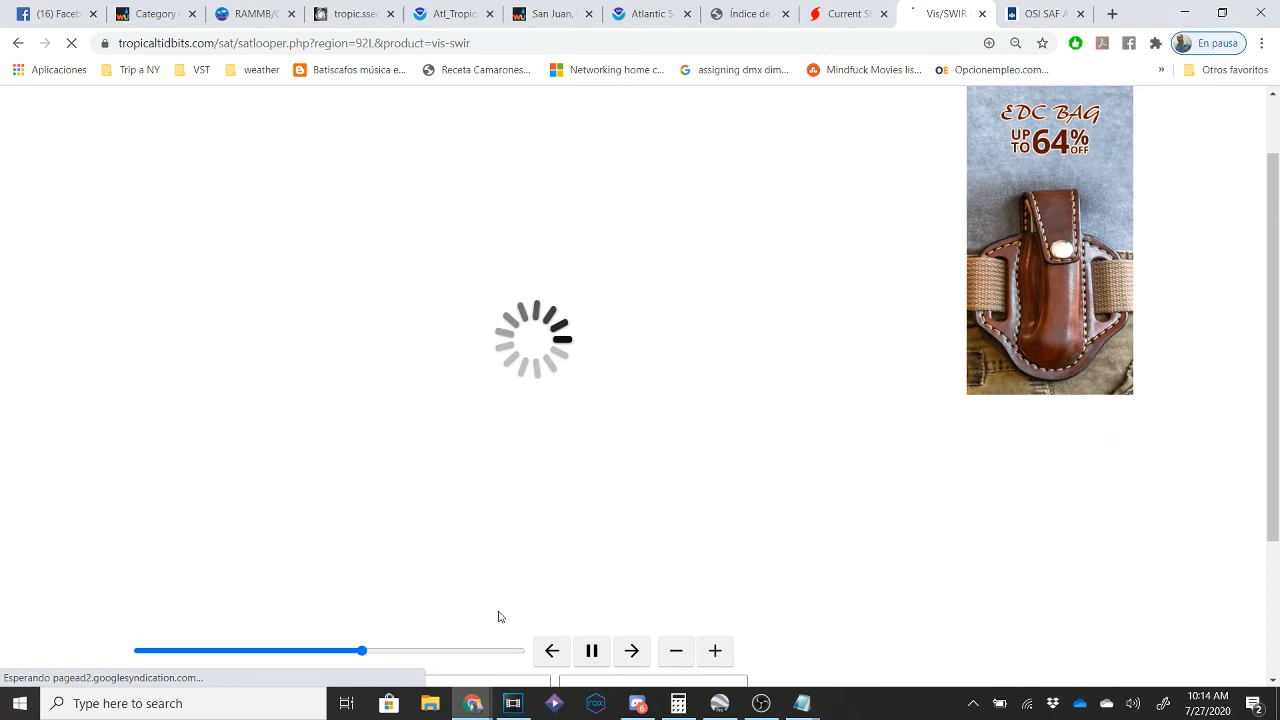 (16) Faceb
Category
RAMMB/C
tropic.sse
Atl_Tropic
San Juan,
Atlantic 5-
Índice de
Current St
Vis/SWIR
OSI SAF A
tropicaltidbits.com/sat/satlooper.php?region=92L&product=vis-swir
En pausa
Aplicaciones
Trip a NY
VST
weather
Batiscafos música e...
Receta Camarones...
Networking home c...
assigning dmx dim...
Mindfuck Movies lis...
OE Opcionempleo.com...
»
Otros favoritos
EDC BAG
UP TO 64% OFF
Esperando pagead2.googlesyndication.com...
Type here to search
10:14 AM
7/27/2020
2